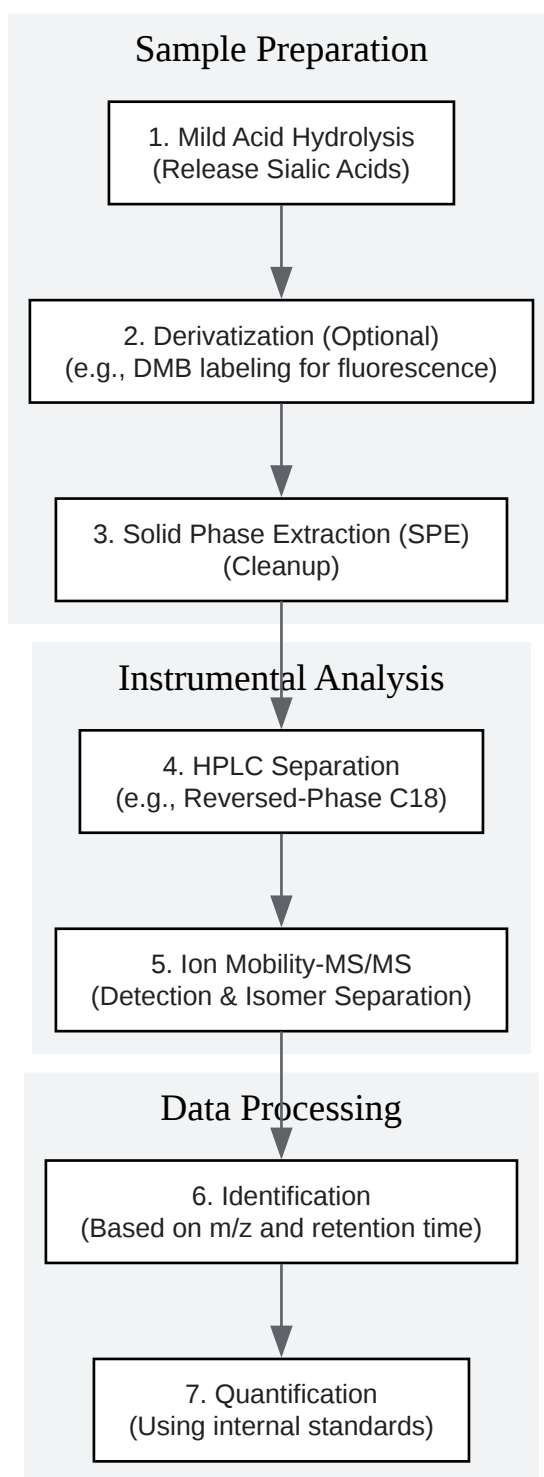 Sample Preparation
1. Mild Acid Hydrolysis
(Release Sialic Acids)
2. Derivatization (Optional)
(e.g., DMB labeling for fluorescence)
3. Solid Phase Extraction (SPE)
(Cleanup)
Instrumental Analysis
4. HPLC Separation
(e.g., Reversed-Phase C18)
5. Ion Mobility-MS/MS
(Detection & Isomer Separation)
Data Processing
6. Identification
(Based on m/z and retention time)
7. Quantification
(Using internal standards)